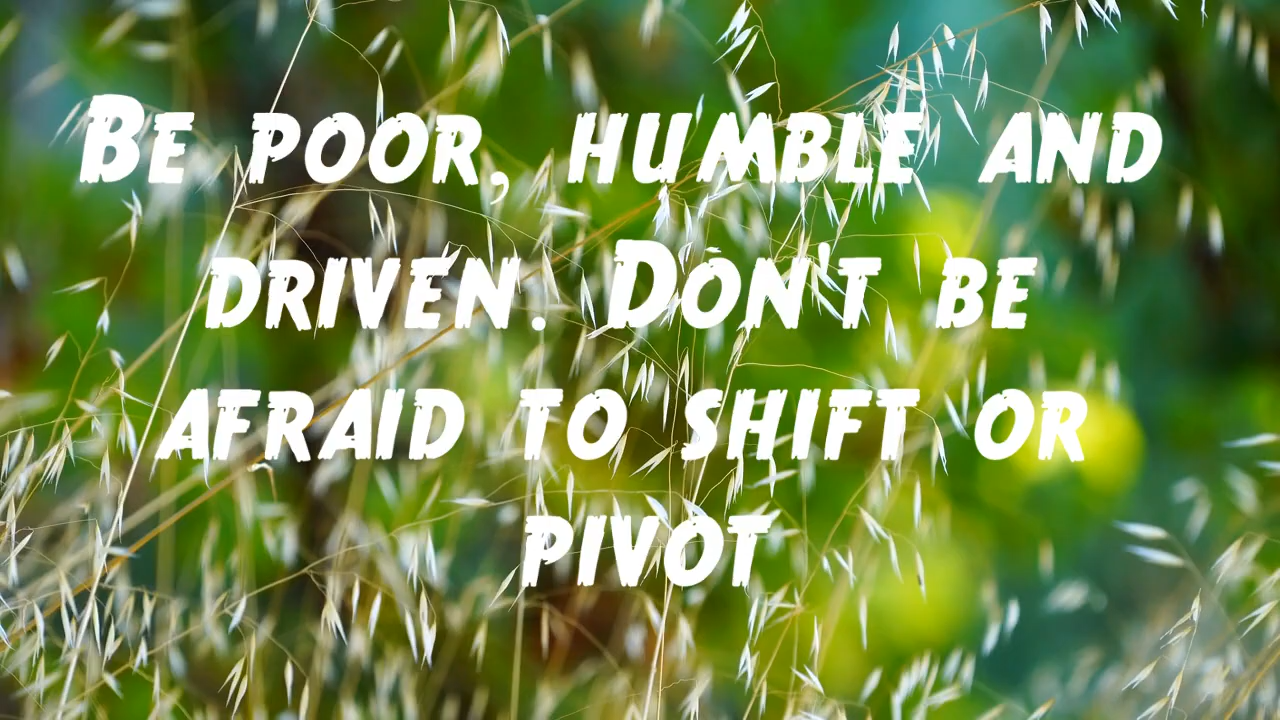 Be poor, humble and
driven. Don't be
afraid to shift or
pivot